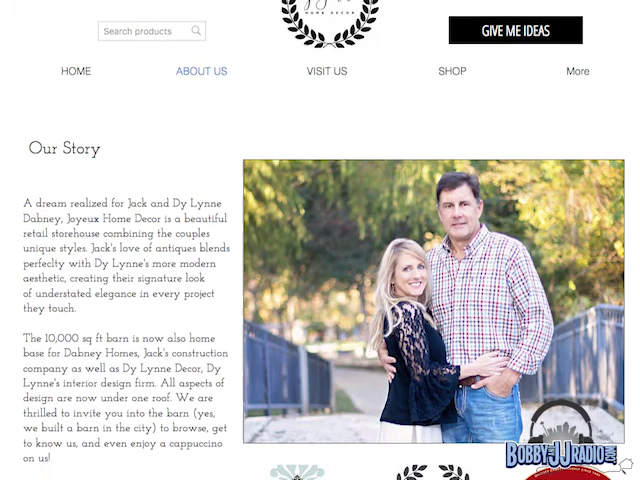 HOME DECOR
Search products
GIVE ME IDEAS
HOME
ABOUT US
VISIT US
SHOP
More
Our Story
A dream realized for Jack and Dy Lynne
Dabney, Joyeux Home Decor is a beautiful
retail storehouse combining the couples
unique styles. Jack's love of antiques blends
perfeclty with Dy Lynne's more modern
aesthetic, creating their signature look
of understated elegance in every project
they touch.
The 10,000 sq ft barn is now also home
base for Dabney Homes, Jack's construction
company as well as Dy Lynne Decor, Dy
Lynne's interior design firm. All aspects of
design are now under one roof. We are
thrilled to invite you into the barn (yes,
we built a barn in the city) to browse, get
to know us, and even enjoy a cappuccino
on us!
BOBBY JJRADIO.COM